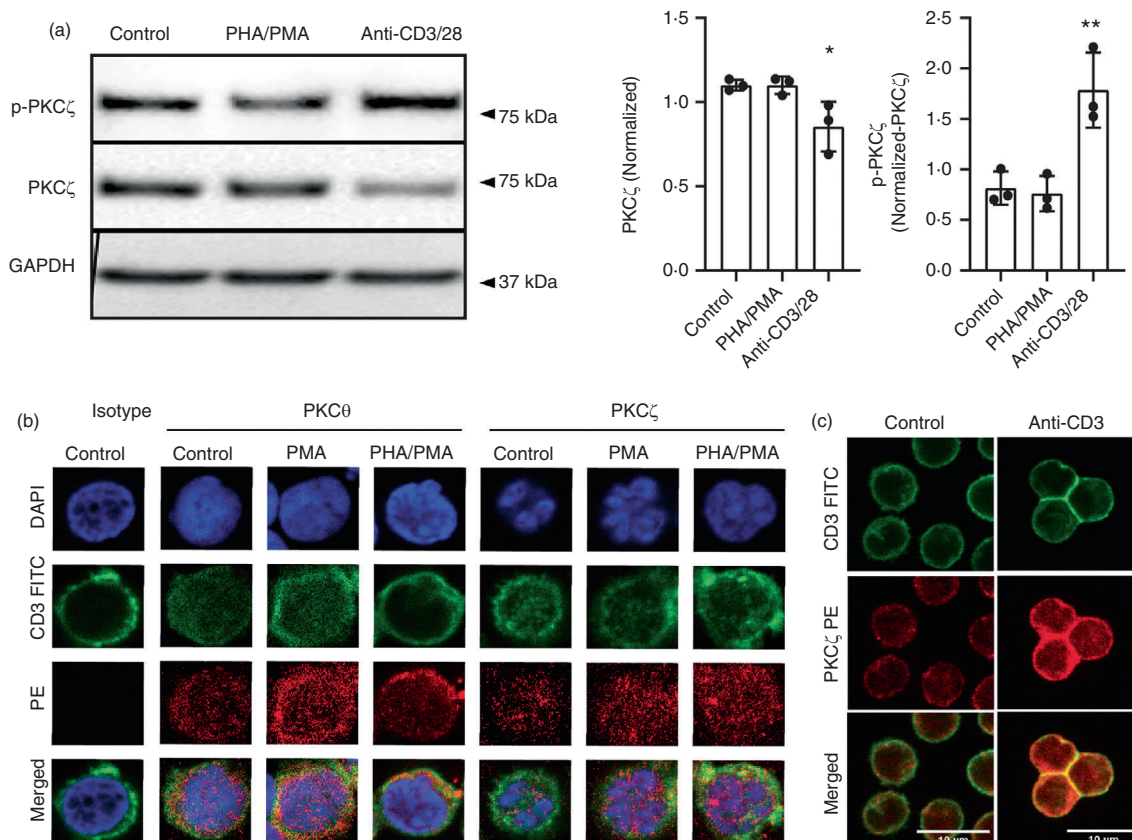 (a)
Control PHA/PMA Anti-CD3/28
p-PKCζ
◄ 75 kDa
PKCζ
◄ 75 kDa
GAPDH
◄ 37 kDa
PKCζ (Normalized)
1·5
1·0
0·5
0·0
*
Control
PHA/PMA
Anti-CD3/28
p-PKCζ
(Normalized-PKCζ)
2·5
2·0
1·5
1·0
0·5
0·0
**
Control
PHA/PMA
Anti-CD3/28
(b)
Isotype PKCθ PKCζ
Control Control PMA PHA/PMA Control PMA PHA/PMA
DAPI
CD3 FITC
PE
Merged
(c)
Control Anti-CD3
CD3 FITC
PKCζ PE
Merged
10 μm 10 μm